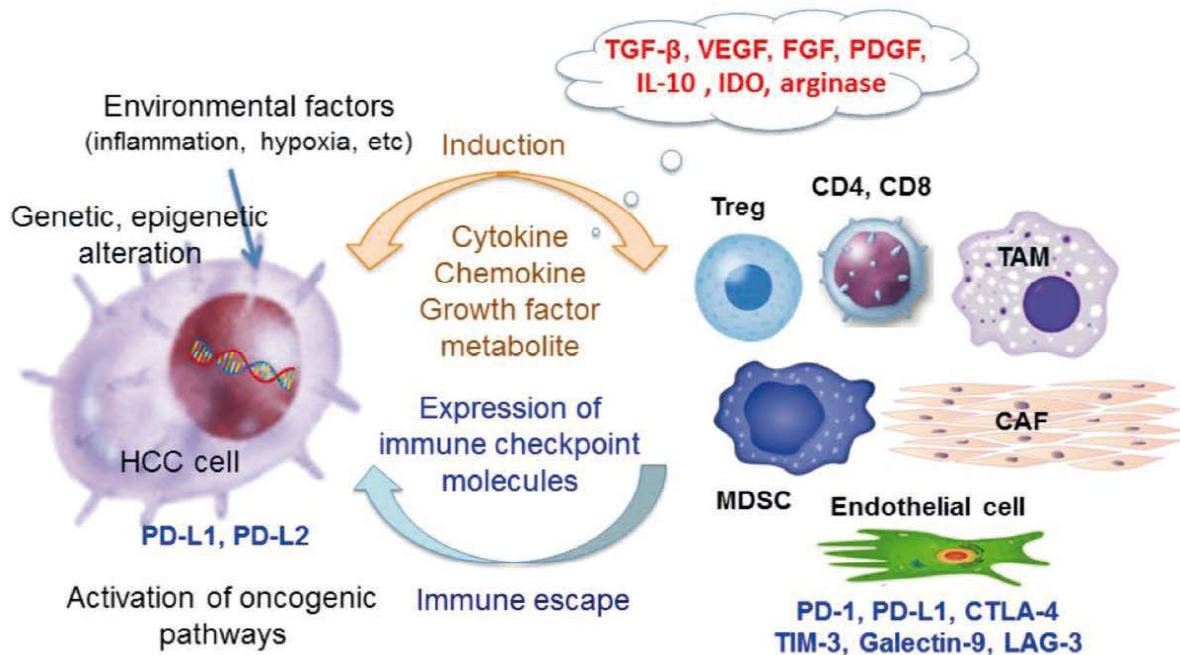 TGF-β, VEGF, FGF, PDGF,
IL-10 , IDO, arginase
Environmental factors
(inflammation, hypoxia, etc)
Genetic, epigenetic
alteration
HCC cell
PD-L1, PD-L2
Activation of oncogenic
pathways
Induction
Cytokine
Chemokine
Growth factor
metabolite
Expression of
immune checkpoint
molecules
Immune escape
Treg
CD4, CD8
TAM
MDSC
CAF
Endothelial cell
PD-1, PD-L1, CTLA-4
TIM-3, Galectin-9, LAG-3